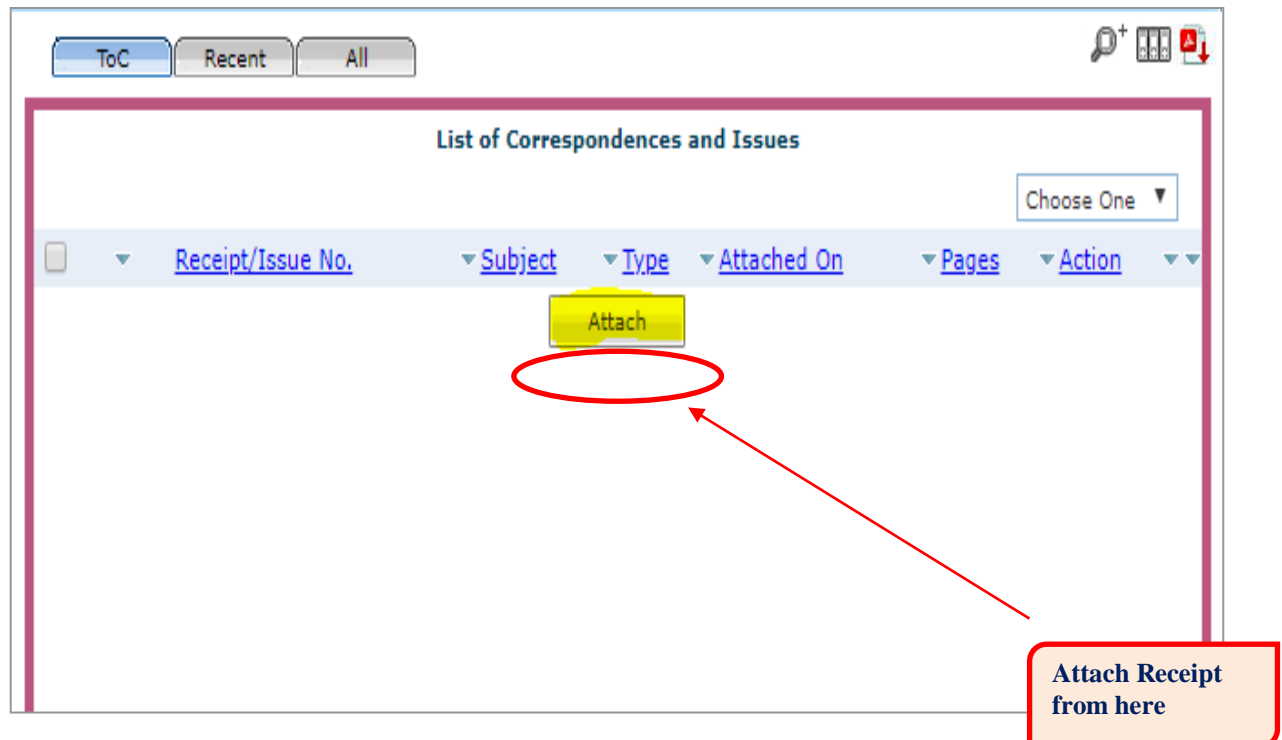 ToC Recent All
List of Correspondences and Issues
Choose One
Receipt/Issue No. Subject Type Attached On Pages Action
Attach
Attach Receipt
from here